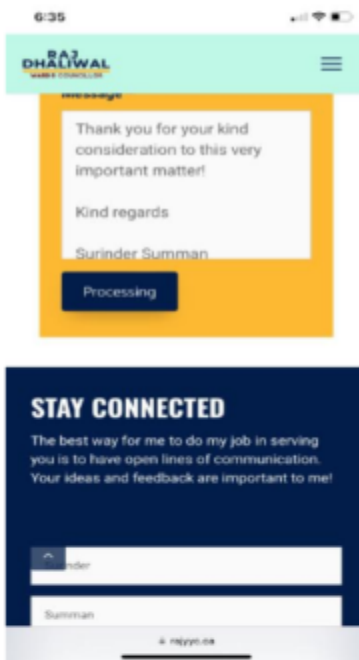 6:35
RAJ
DHALIWAL
WARD 5 COUNCILLOR
Message
Thank you for your kind
consideration to this very
important matter!
Kind regards
Surinder Summan
Processing
STAY CONNECTED
The best way for me to do my job in serving
you is to have open lines of communication.
Your ideas and feedback are important to me!
Summan
rajyyc.ca